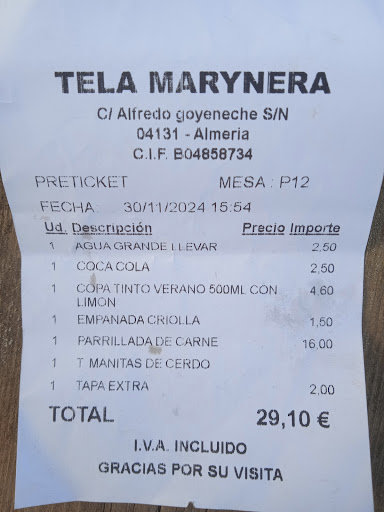 TELA MARYNERA
C/ Alfredo goyeneche S/N
04131 - Almeria
C.I.F. B04858734
PRETICKET MESA : P12
FECHA: 30/11/2024 15:54
Ud. Descripción Precio Importe
1 AGUA GRANDE LLEVAR 2,50
1 COCA COLA 2,50
1 COPA TINTO VERANO 500ML CON 4,60
LIMON
1 EMPANADA CRIOLLA 1,50
1 PARRILLADA DE CARNE 16,00
1 T MANITAS DE CERDO
1 TAPA EXTRA 2,00
TOTAL 29,10 €
I.V.A. INCLUIDO
GRACIAS POR SU VISITA